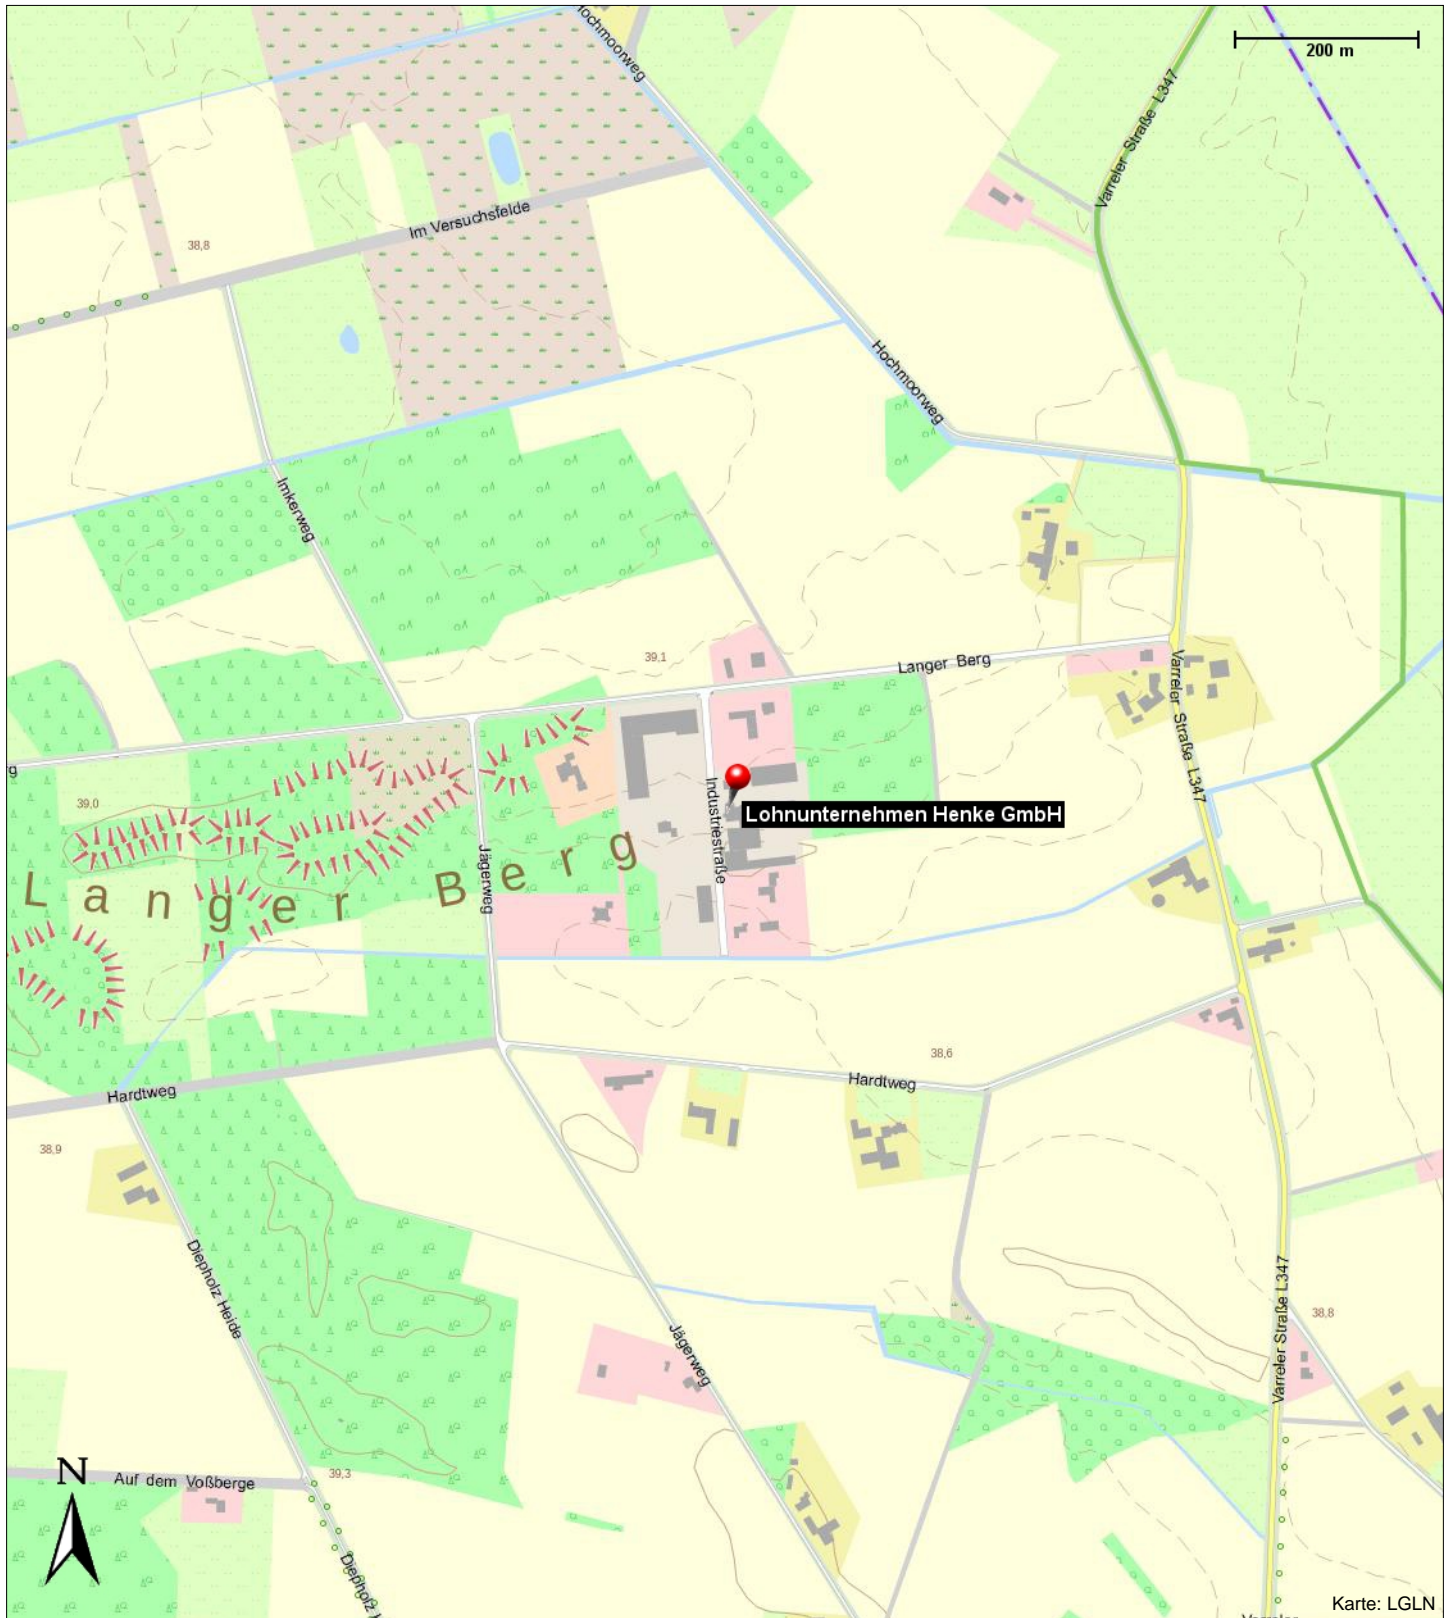 Hochmoorweg
200 m
Varreler Straße L347
Im Versuchsfelde
38,8
Hochmoorweg
Imkerweg
39,1
Langer Berg
Varreler Straße L347
Industriestraße
Lohnunternehmen Henke GmbH
39,0
Langer Berg
Jägerweg
38,6
Hardtweg
Hardtweg
38,9
Diepholz Heide
Jägerweg
38,8
Varreler Straße L347
N
Auf dem Voßberge
39,3
Diepholz
Karte: LGLN